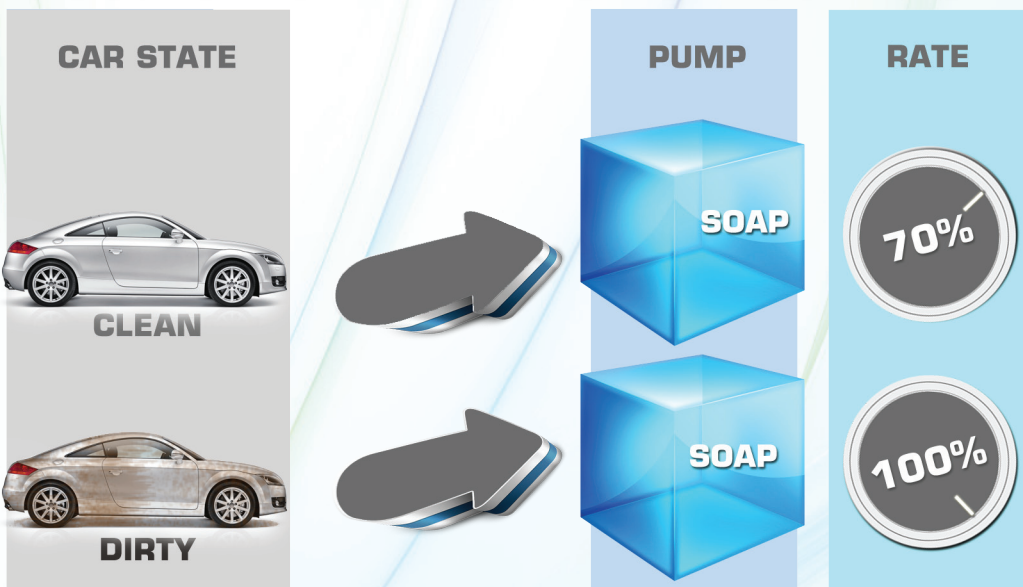 CAR STATE
PUMP
RATE
SOAP
70%
CLEAN
SOAP
100%
DIRTY